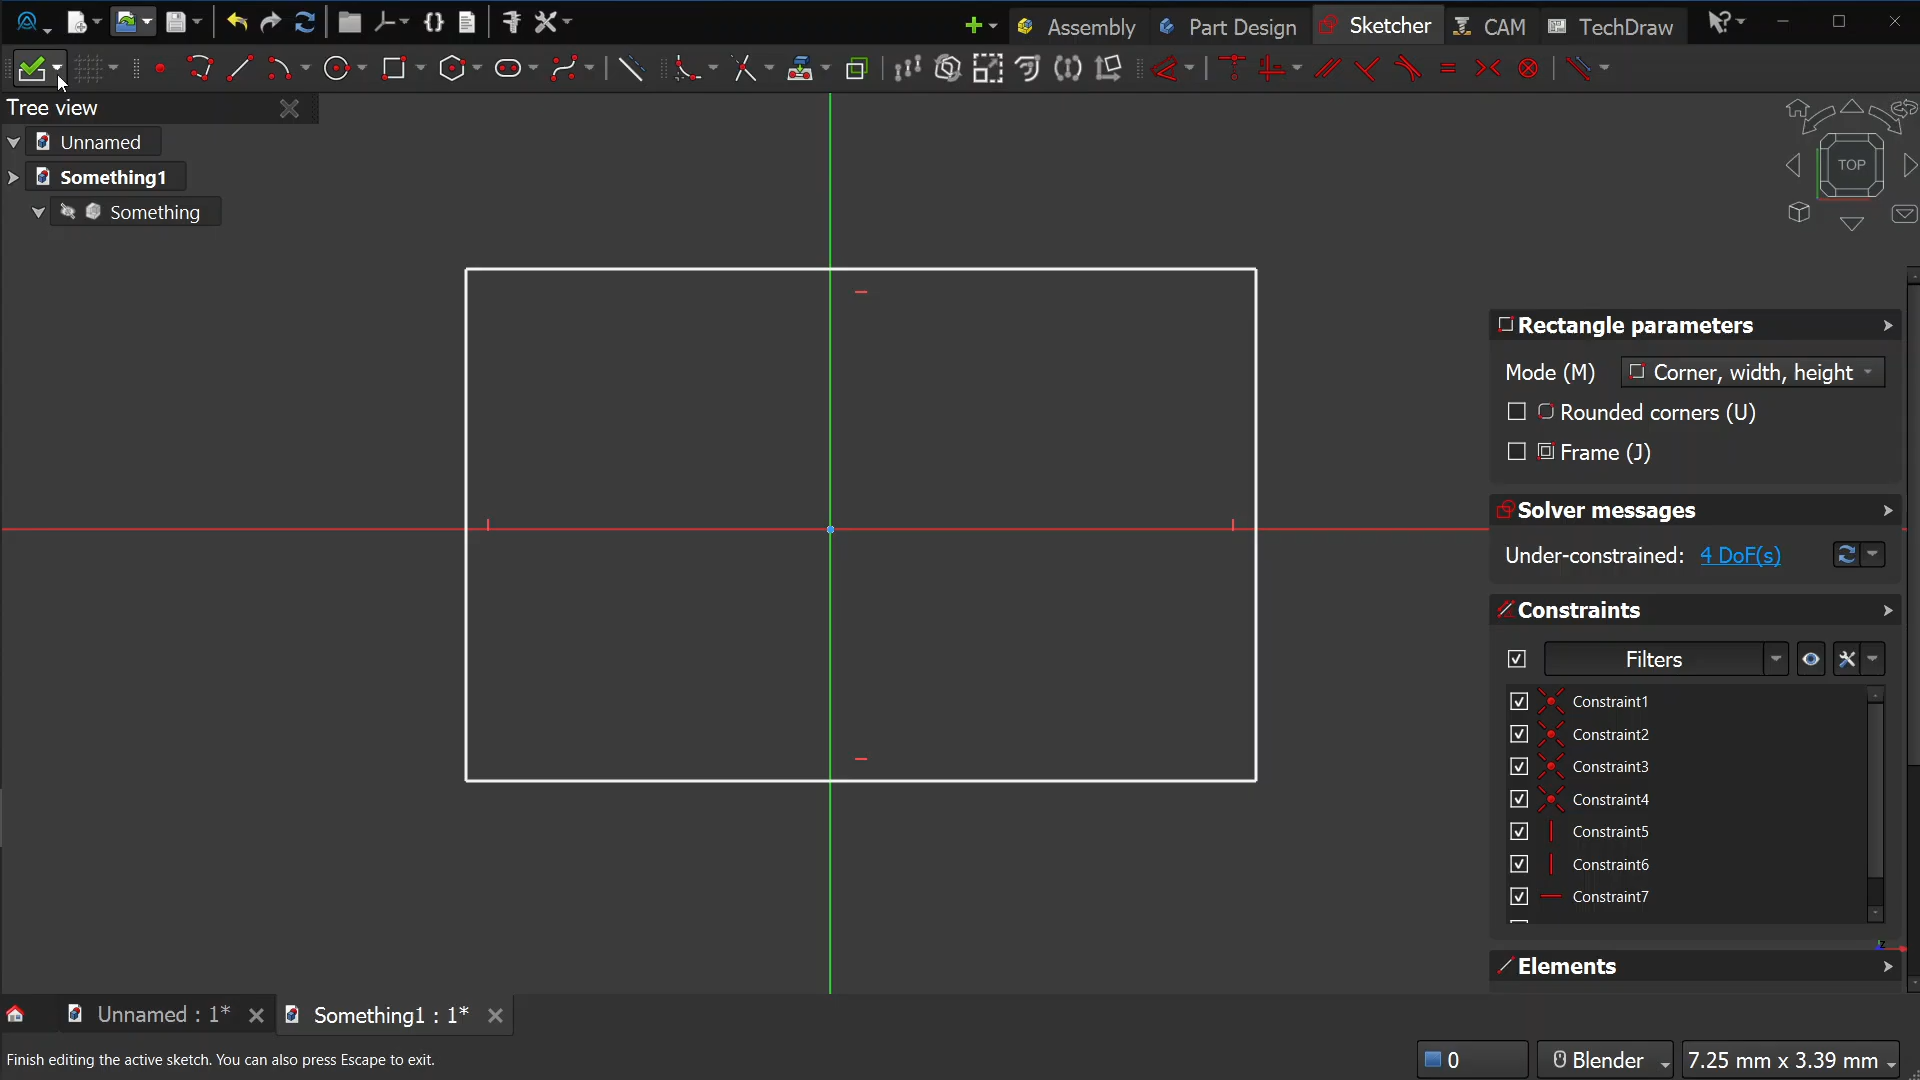 Assembly
Part Design
Sketcher
CAM
TechDraw
Tree view
Unnamed
Something1
Something
TOP
Rectangle parameters
Mode (M)
Corner, width, height
Rounded corners (U)
Frame (J)
Solver messages
Under-constrained: 4 DoF(s)
Constraints
Filters
Constraint1
Constraint2
Constraint3
Constraint4
Constraint5
Constraint6
Constraint7
z
Elements
Unnamed : 1*
Something1 : 1*
Finish editing the active sketch. You can also press Escape to exit.
0
Blender
7.25 mm x 3.39 mm